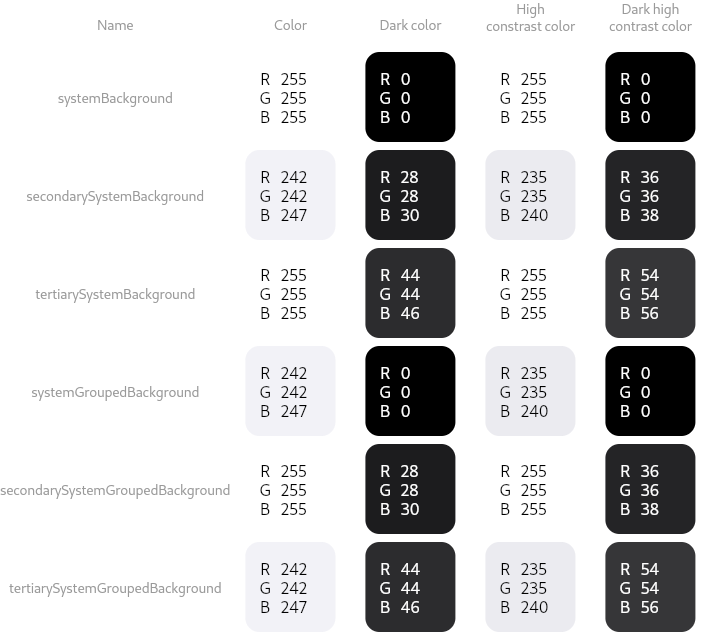 Name Color Dark color High constrast color Dark high contrast color
systemBackground
R 255 R 0 R 255 R 0
G 255 G 0 G 255 G 0
B 255 B 0 B 255 B 0
secondarySystemBackground
R 242 R 28 R 235 R 36
G 242 G 28 G 235 G 36
B 247 B 30 B 240 B 38
tertiarySystemBackground
R 255 R 44 R 255 R 54
G 255 G 44 G 255 G 54
B 255 B 46 B 255 B 56
systemGroupedBackground
R 242 R 0 R 235 R 0
G 242 G 0 G 235 G 0
B 247 B 0 B 240 B 0
secondarySystemGroupedBackground
R 255 R 28 R 255 R 36
G 255 G 28 G 255 G 36
B 255 B 30 B 255 B 38
tertiarySystemGroupedBackground
R 242 R 44 R 235 R 54
G 242 G 44 G 235 G 54
B 247 B 46 B 240 B 56